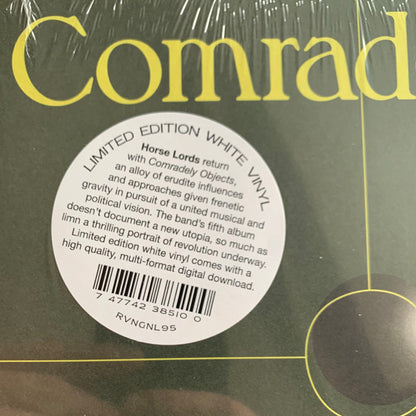 Comrad
LIMITED EDITION WHITE VINYL
Horse Lords return
with Comradely Objects,
an alloy of erudite influences
and approaches given frenetic
gravity in pursuit of a united musical and
political vision. The band's fifth album
doesn't document a new utopia, so much as
limn a thrilling portrait of revolution underway.
Limited edition white vinyl comes with a
high quality, multi-format digital download.
7 47742 38510 0
RVNGNL95